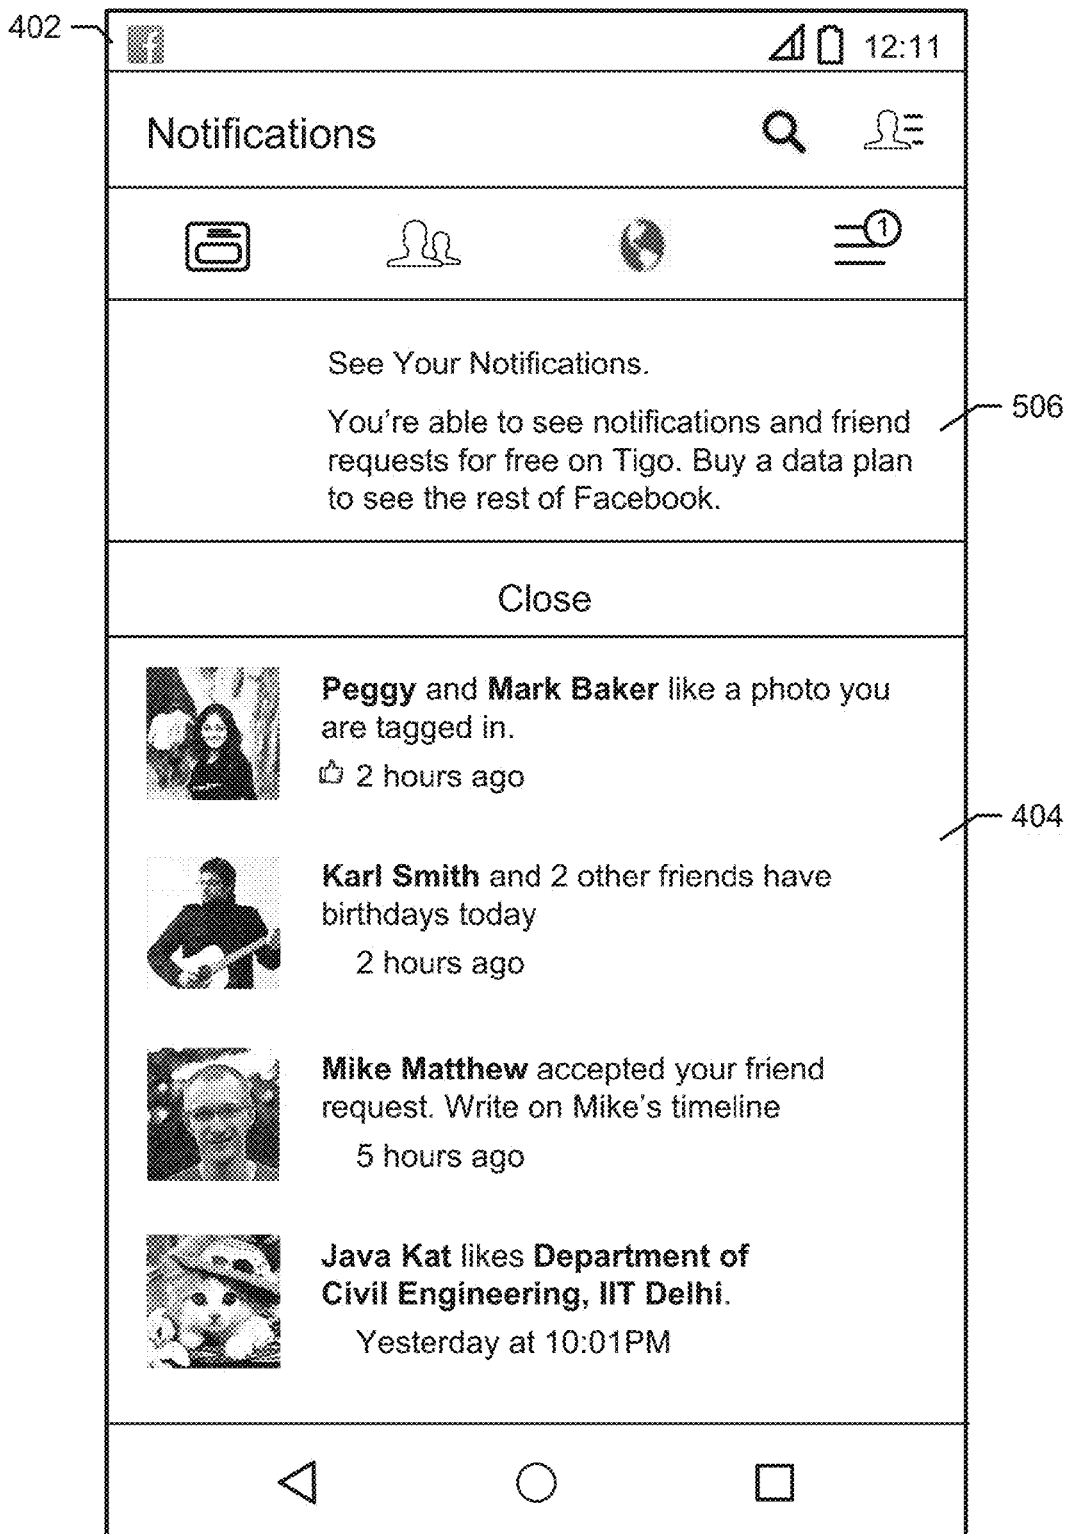 402
f
12:11
Notifications
1
See Your Notifications.
You're able to see notifications and friend
requests for free on Tigo. Buy a data plan
to see the rest of Facebook.
506
Close
Peggy and Mark Baker like a photo you
are tagged in.
2 hours ago
404
Karl Smith and 2 other friends have
birthdays today
2 hours ago
Mike Matthew accepted your friend
request. Write on Mike's timeline
5 hours ago
Java Kat likes Department of
Civil Engineering, IIT Delhi.
Yesterday at 10:01PM